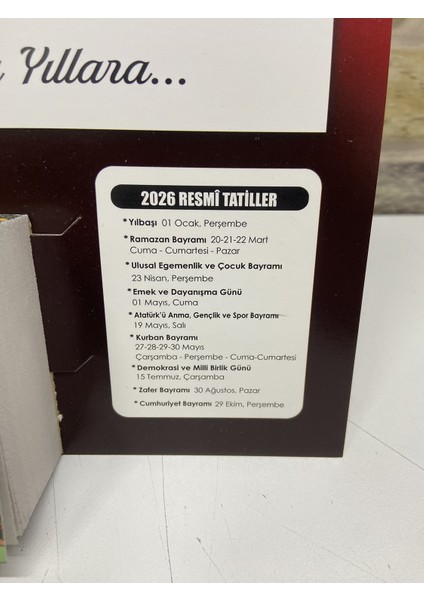 Yıllara...
2026 RESMÎ TATİLLER
* Yılbaşı 01 Ocak, Perşembe
* Ramazan Bayramı 20-21-22 Mart
Cuma - Cumartesi - Pazar
* Ulusal Egemenlik ve Çocuk Bayramı
23 Nisan, Perşembe
* Emek ve Dayanışma Günü
01 Mayıs, Cuma
* Atatürk'ü Anma, Gençlik ve Spor Bayramı
19 Mayıs, Salı
* Kurban Bayramı
27-28-29-30 Mayıs
Çarşamba - Perşembe - Cuma-Cumartesi
* Demokrasi ve Milli Birlik Günü
15 Temmuz, Çarşamba
* Zafer Bayramı 30 Ağustos, Pazar
* Cumhuriyet Bayramı 29 Ekim, Perşembe